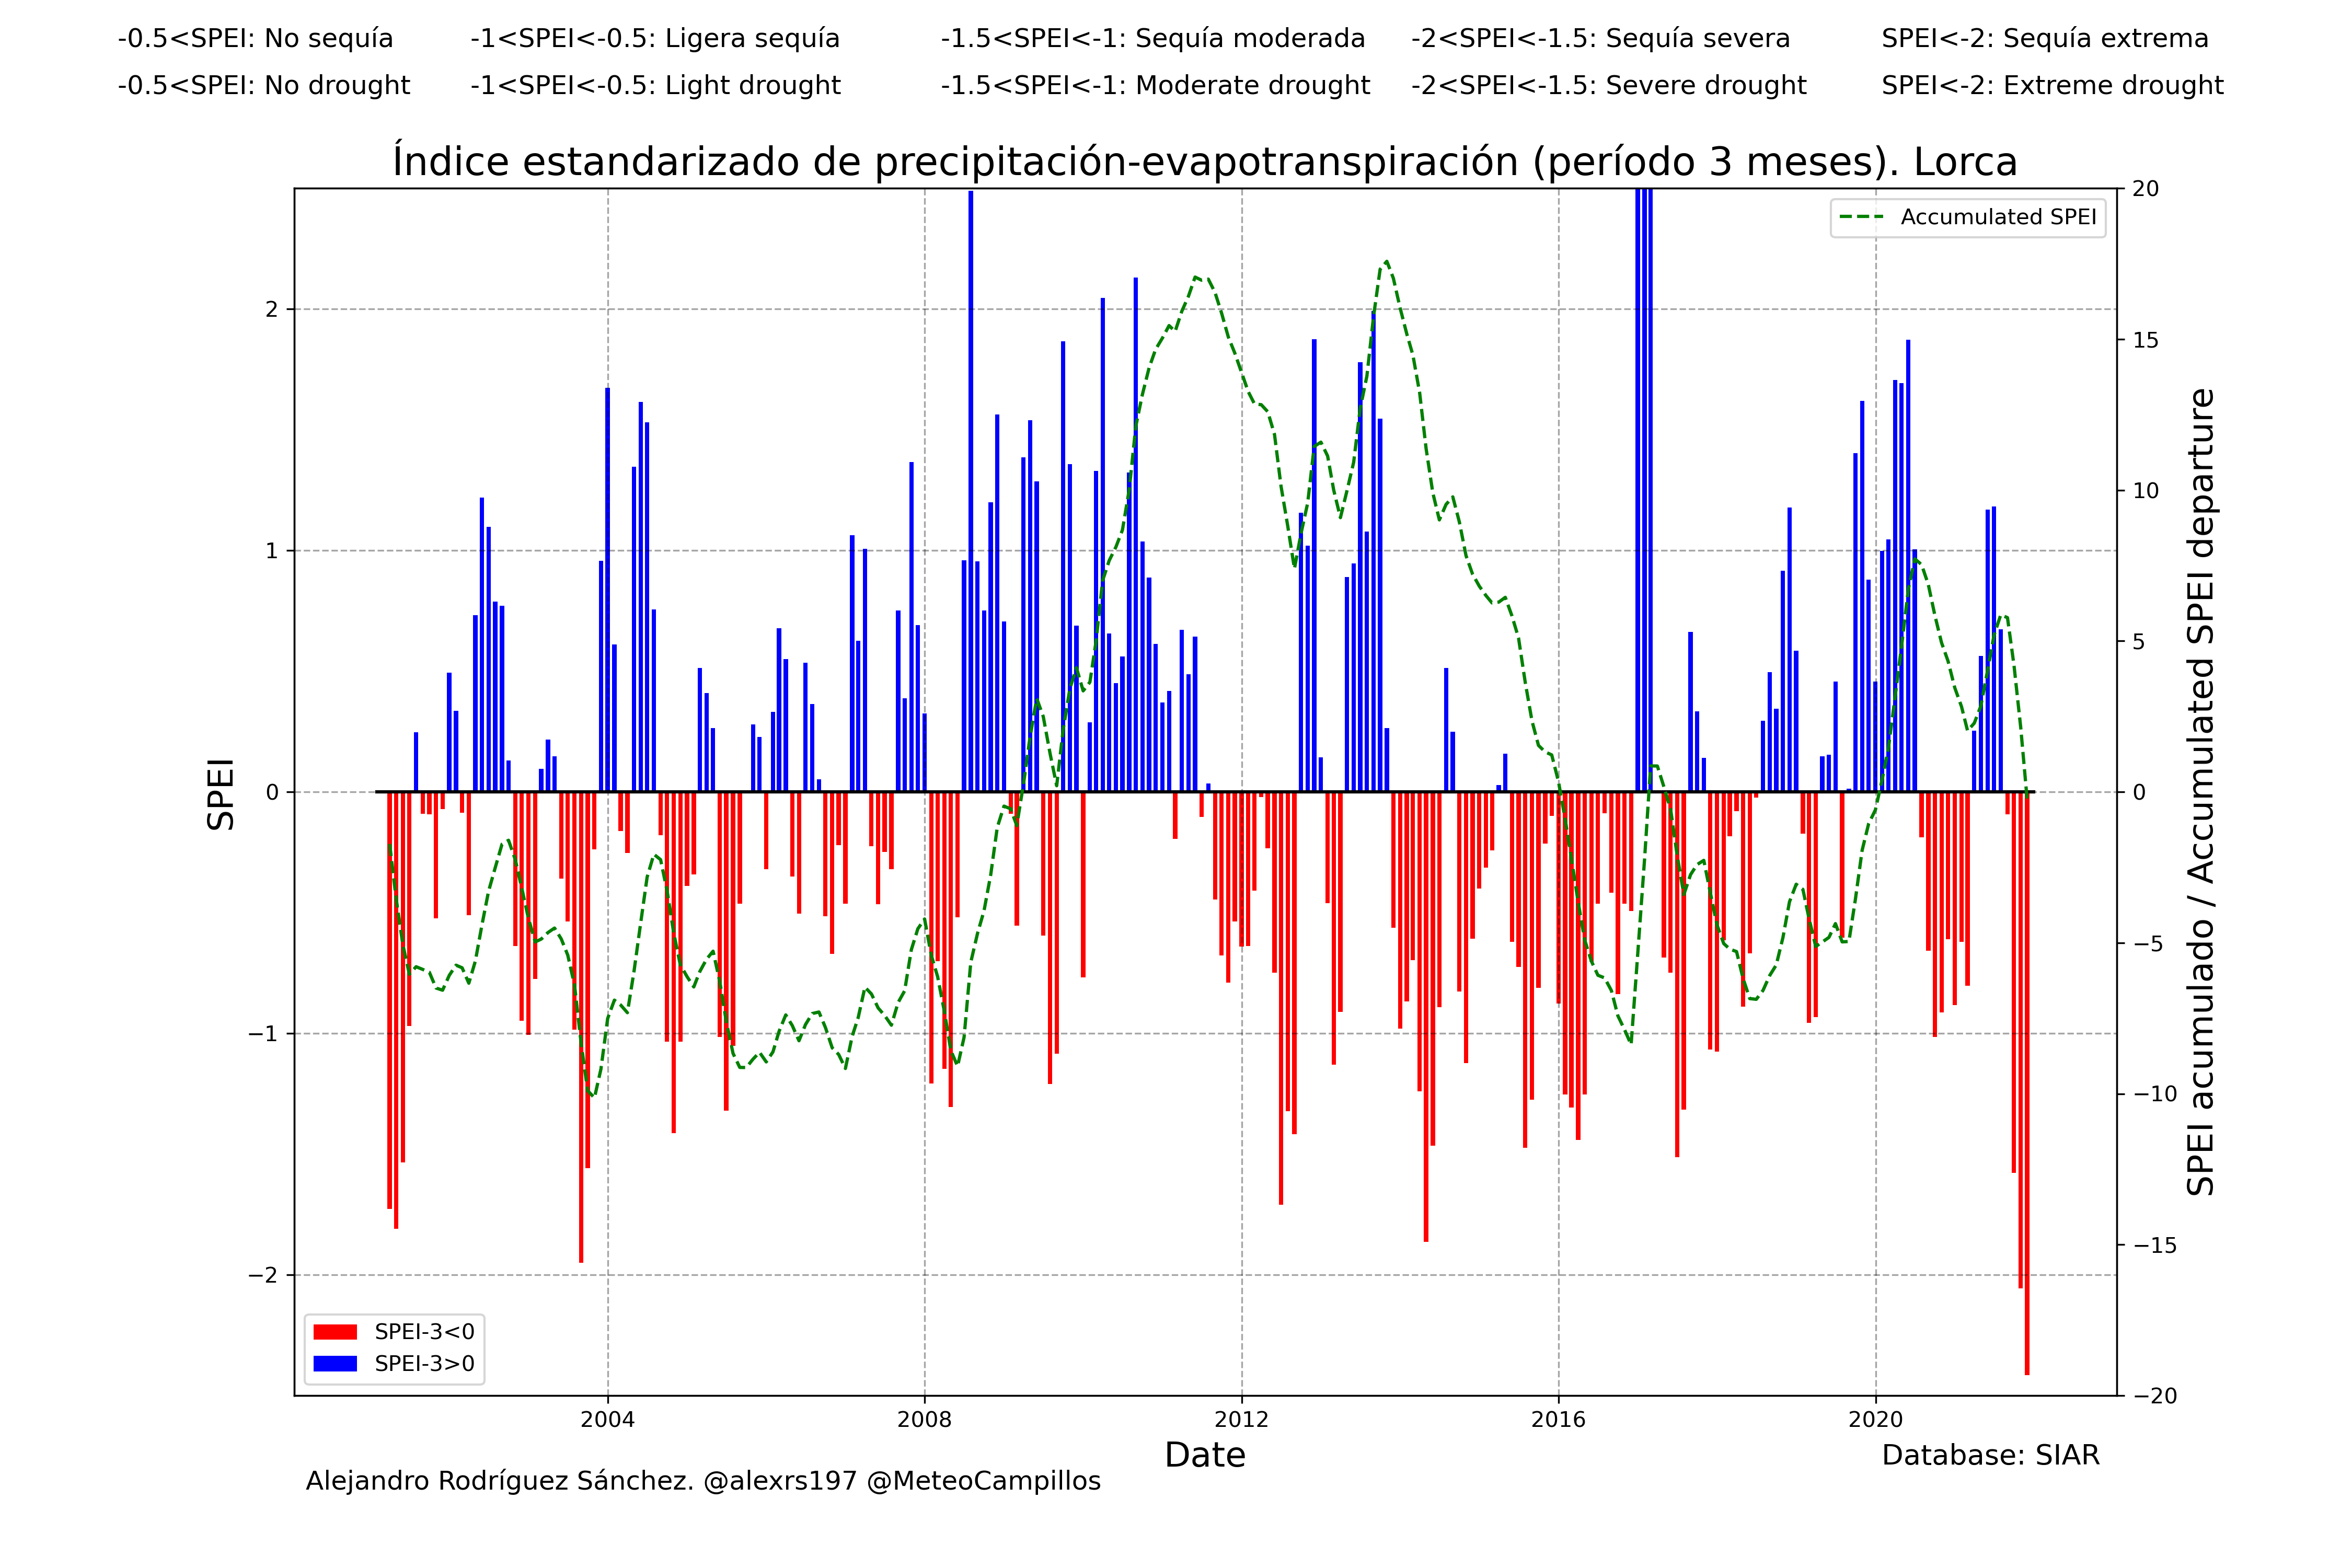 -0.5<SPEI: No sequía -1<SPEI<-0.5: Ligera sequía -1.5<SPEI<-1: Sequía moderada -2<SPEI<-1.5: Sequía severa SPEI<-2: Sequía extrema
-0.5<SPEI: No drought -1<SPEI<-0.5: Light drought -1.5<SPEI<-1: Moderate drought -2<SPEI<-1.5: Severe drought SPEI<-2: Extreme drought
Índice estandarizado de precipitación-evapotranspiración (período 3 meses). Lorca
Accumulated SPEI
SPEI
2
1
0
−1
−2
20
15
10
5
0
−5
−10
−15
−20
SPEI acumulado / Accumulated SPEI departure
SPEI-3<0
SPEI-3>0
2004 2008 2012 2016 2020
Date
Database: SIAR
Alejandro Rodríguez Sánchez. @alexrs197 @MeteoCampillos